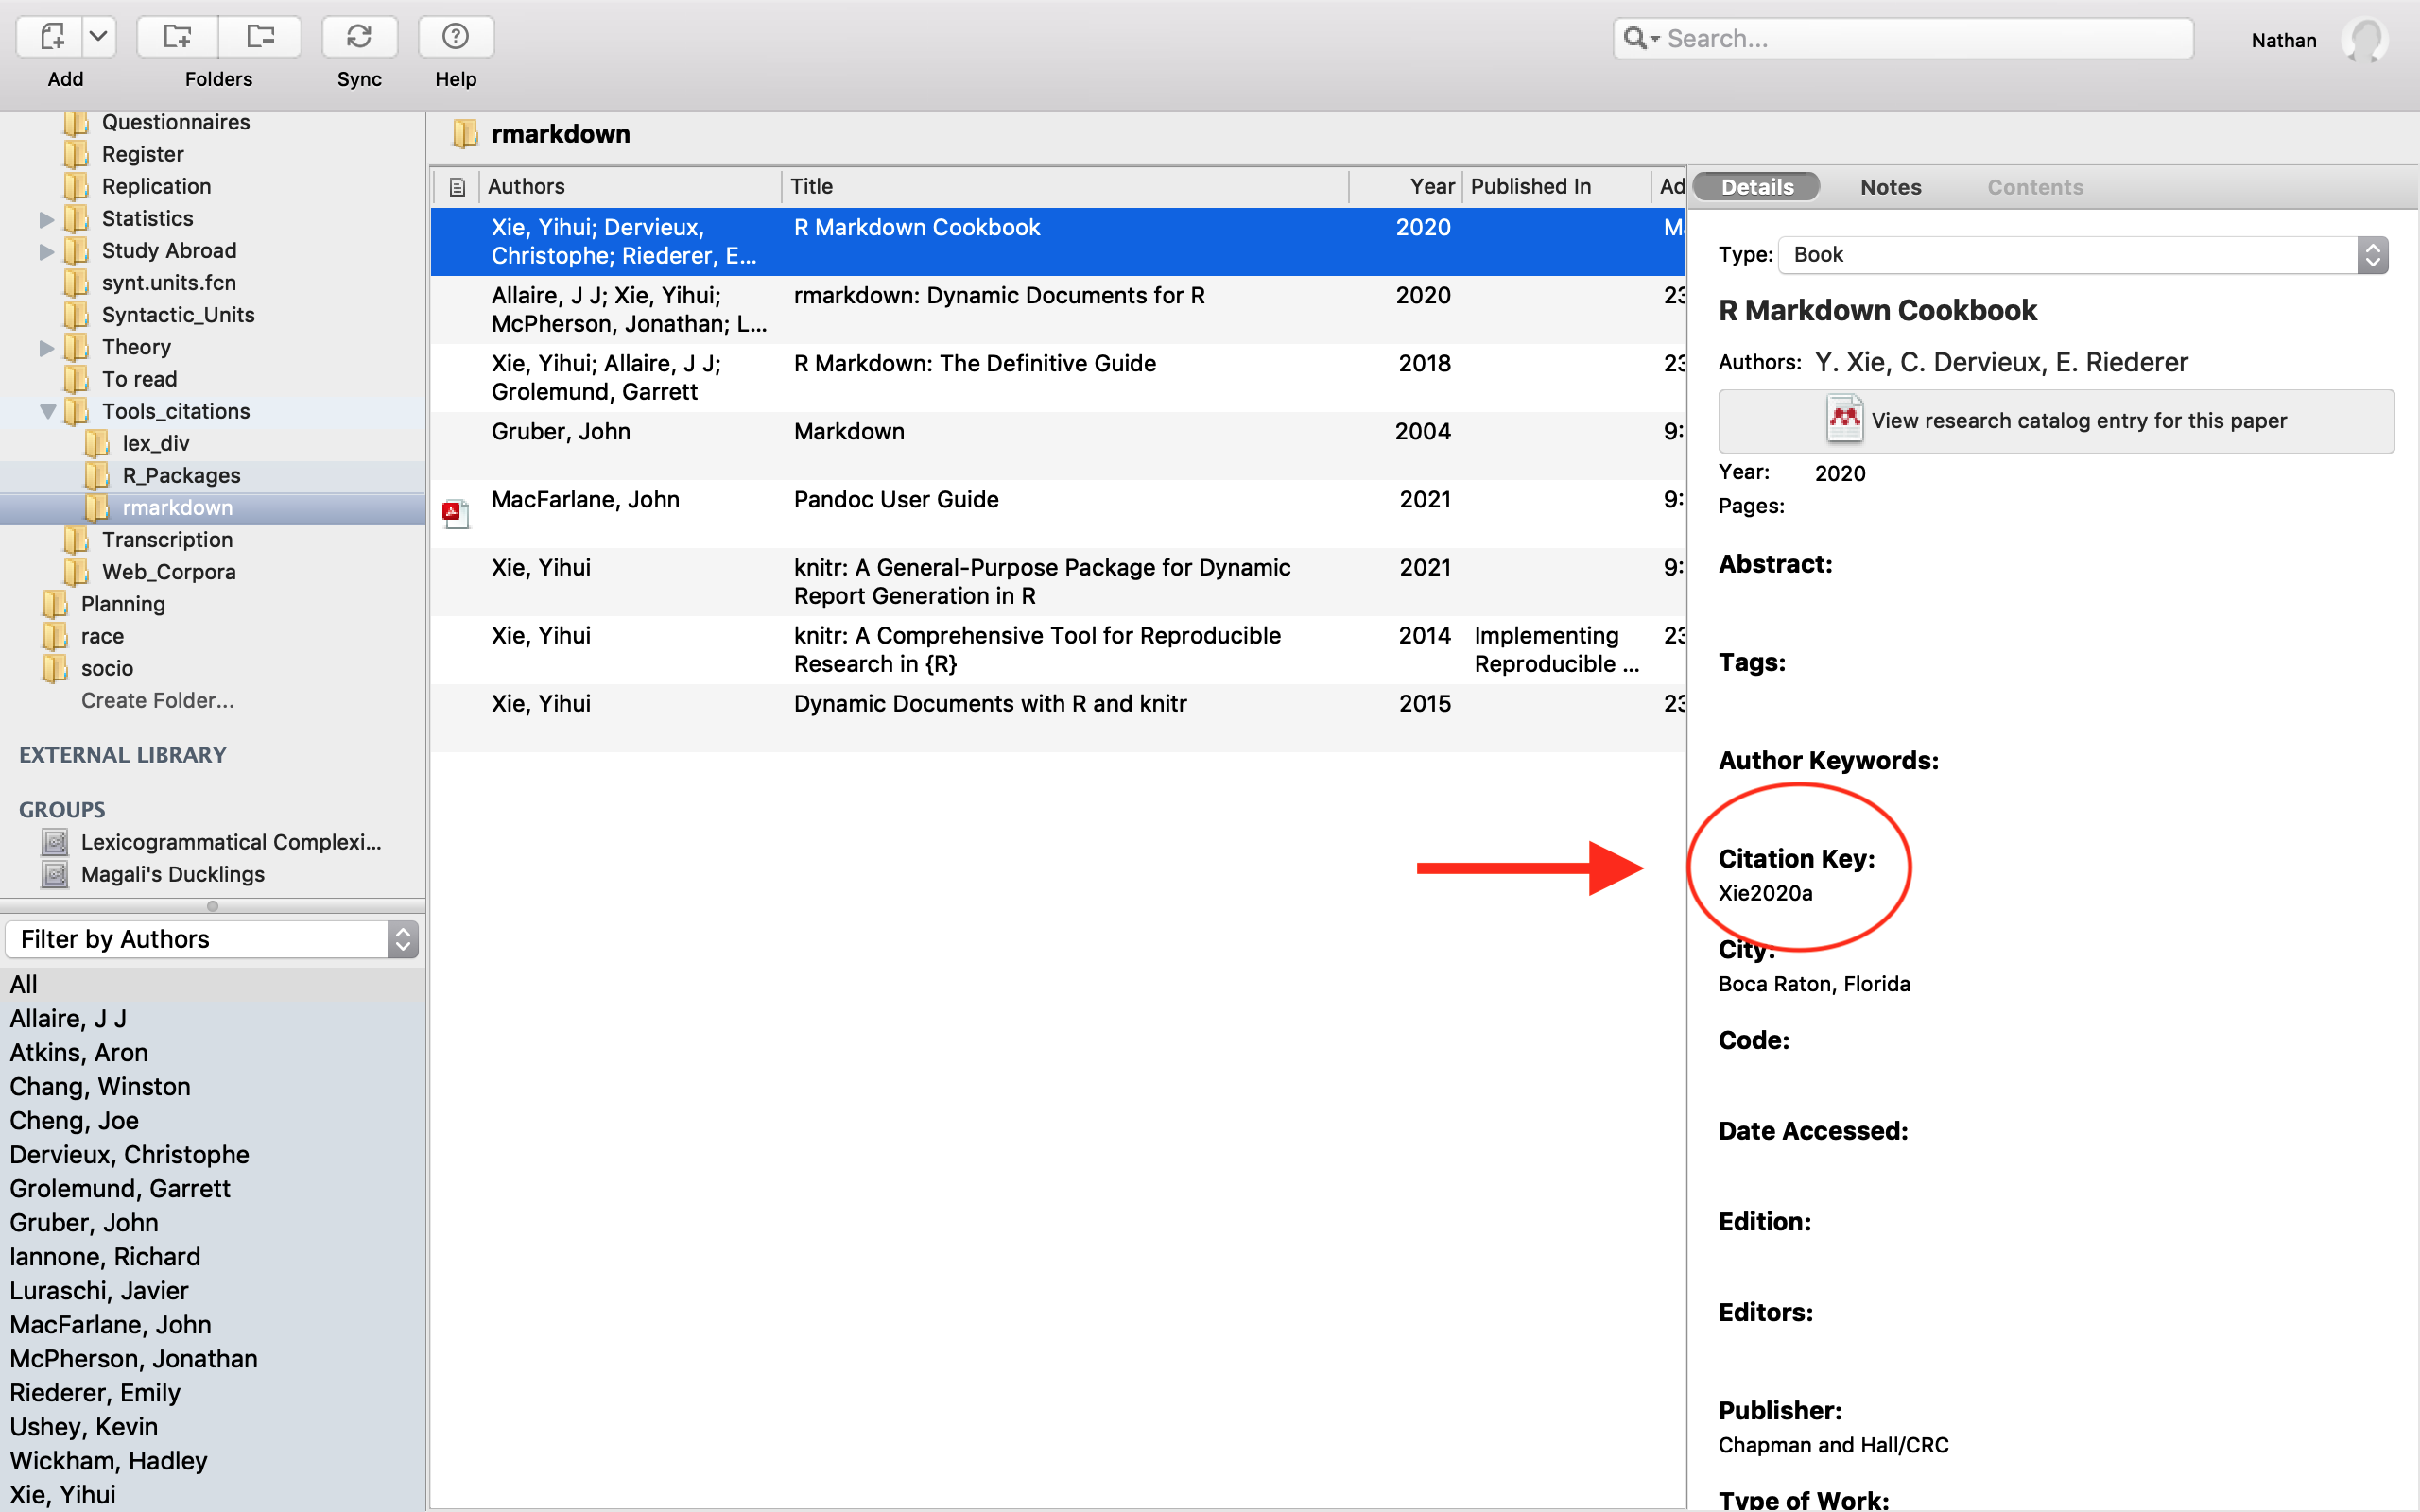 Add
Folders
Sync
Help
Search...
Nathan
Questionnaires
Register
Replication
Statistics
Study Abroad
synt.units.fcn
Syntactic_Units
Theory
To read
Tools_citations
lex_div
R_Packages
rmarkdown
Transcription
Web_Corpora
Planning
race
socio
Create Folder...
EXTERNAL LIBRARY
GROUPS
Lexicogrammatical Complexi...
Magali's Ducklings
Filter by Authors
All
Allaire, J J
Atkins, Aron
Chang, Winston
Cheng, Joe
Dervieux, Christophe
Grolemund, Garrett
Gruber, John
Iannone, Richard
Luraschi, Javier
MacFarlane, John
McPherson, Jonathan
Riederer, Emily
Ushey, Kevin
Wickham, Hadley
Xie, Yihui
rmarkdown
Authors Title Year Published In Ad
Xie, Yihui; Dervieux, R Markdown Cookbook 2020 Ma
Christophe; Riederer, E...
Allaire, J J; Xie, Yihui; rmarkdown: Dynamic Documents for R 2020 23
McPherson, Jonathan; L...
Xie, Yihui; Allaire, J J; R Markdown: The Definitive Guide 2018 23
Grolemund, Garrett
Gruber, John Markdown 2004 9:
MacFarlane, John Pandoc User Guide 2021 9:
Xie, Yihui knitr: A General-Purpose Package for Dynamic 2021 9:
Report Generation in R
Xie, Yihui knitr: A Comprehensive Tool for Reproducible 2014 Implementing 23
Research in {R} Reproducible ...
Xie, Yihui Dynamic Documents with R and knitr 2015 23
Details Notes Contents
Type: Book
R Markdown Cookbook
Authors: Y. Xie, C. Dervieux, E. Riederer
View research catalog entry for this paper
Year: 2020
Pages:
Abstract:
Tags:
Author Keywords:
Citation Key:
Xie2020a
City:
Boca Raton, Florida
Code:
Date Accessed:
Edition:
Editors:
Publisher:
Chapman and Hall/CRC
Type of Work: